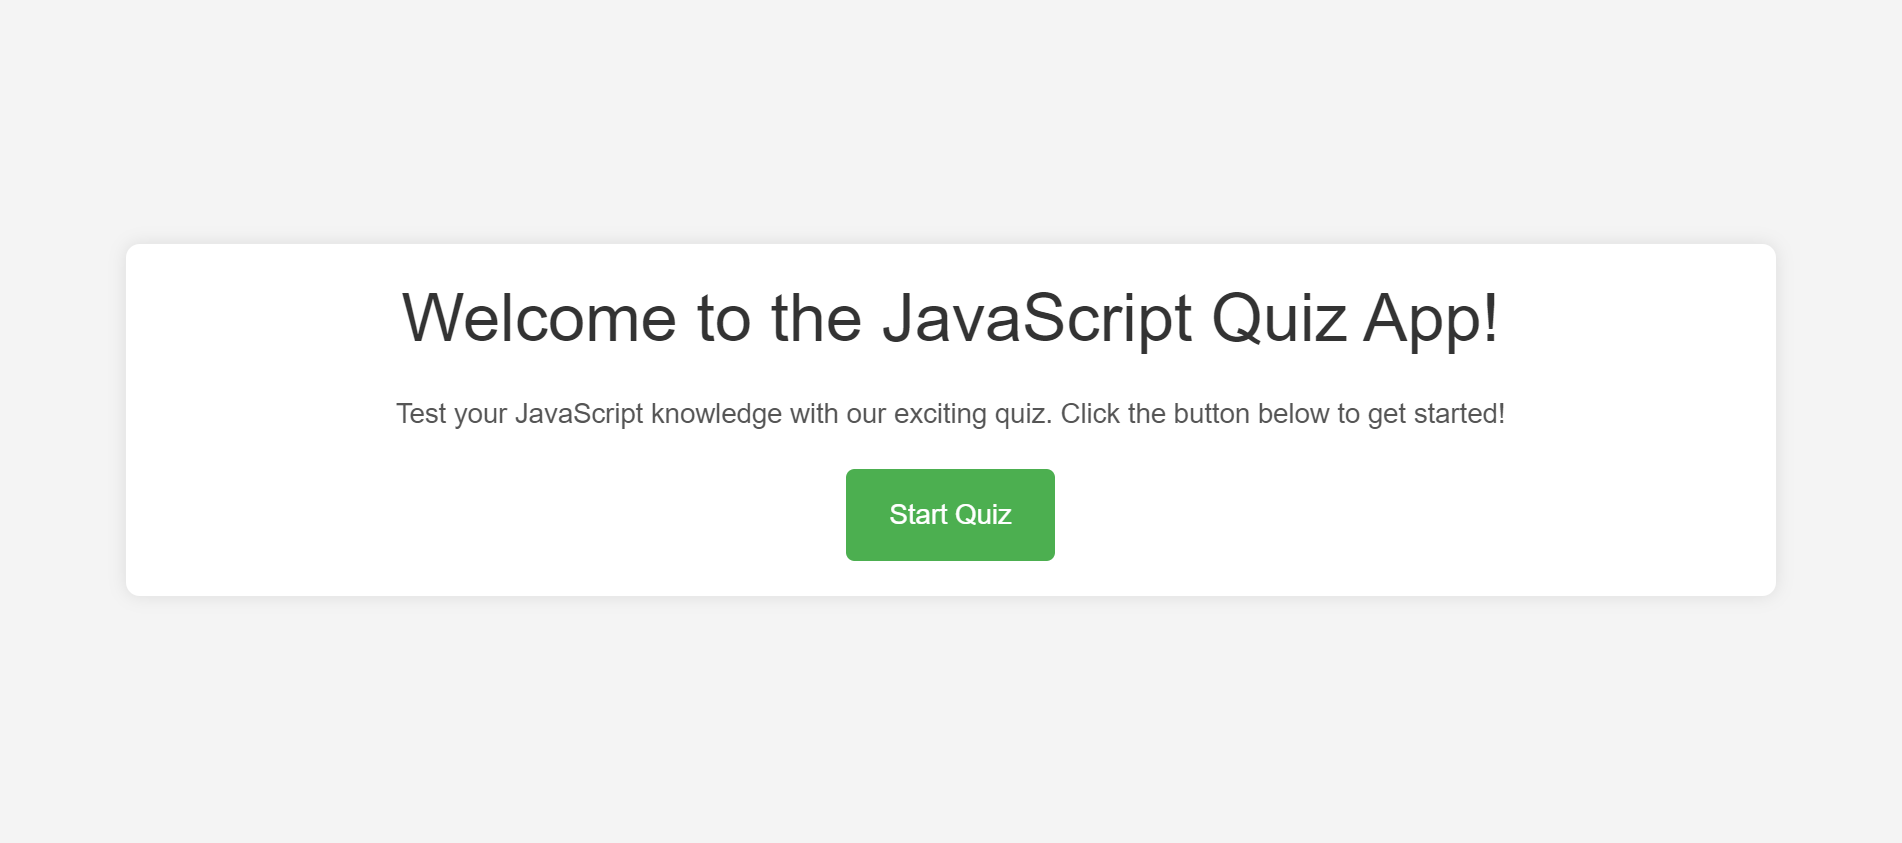 Welcome to the JavaScript Quiz App!
Test your JavaScript knowledge with our exciting quiz. Click the button below to get started!
Start Quiz